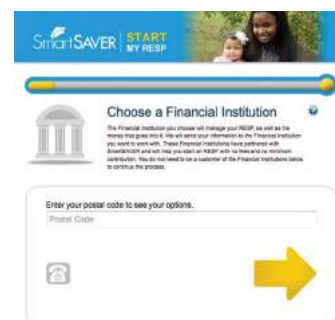 SmartSAVER START
MY RESP
Choose a Financial Institution
The Financial Institution you choose will manage your RESP, as well as the
money that goes into it. We will send your information to the Financial Institution
you want to work with. These Financial Institutions have partnered with
SmartSAVER and will help you start an RESP with no fees and no minimum
contribution. You do not need to be a customer of the Financial Institutions below
to continue the process.
Enter your postal code to see your options.
Postal Code